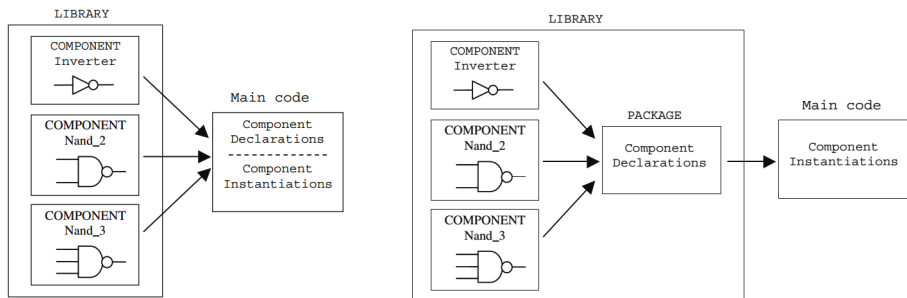 LIBRARY
COMPONENT
Inverter
COMPONENT
Nand_2
COMPONENT
Nand_3
Main code
Component
Declarations
Component
Instantiations
LIBRARY
COMPONENT
Inverter
COMPONENT
Nand_2
COMPONENT
Nand_3
PACKAGE
Component
Declarations
Main code
Component
Instantiations